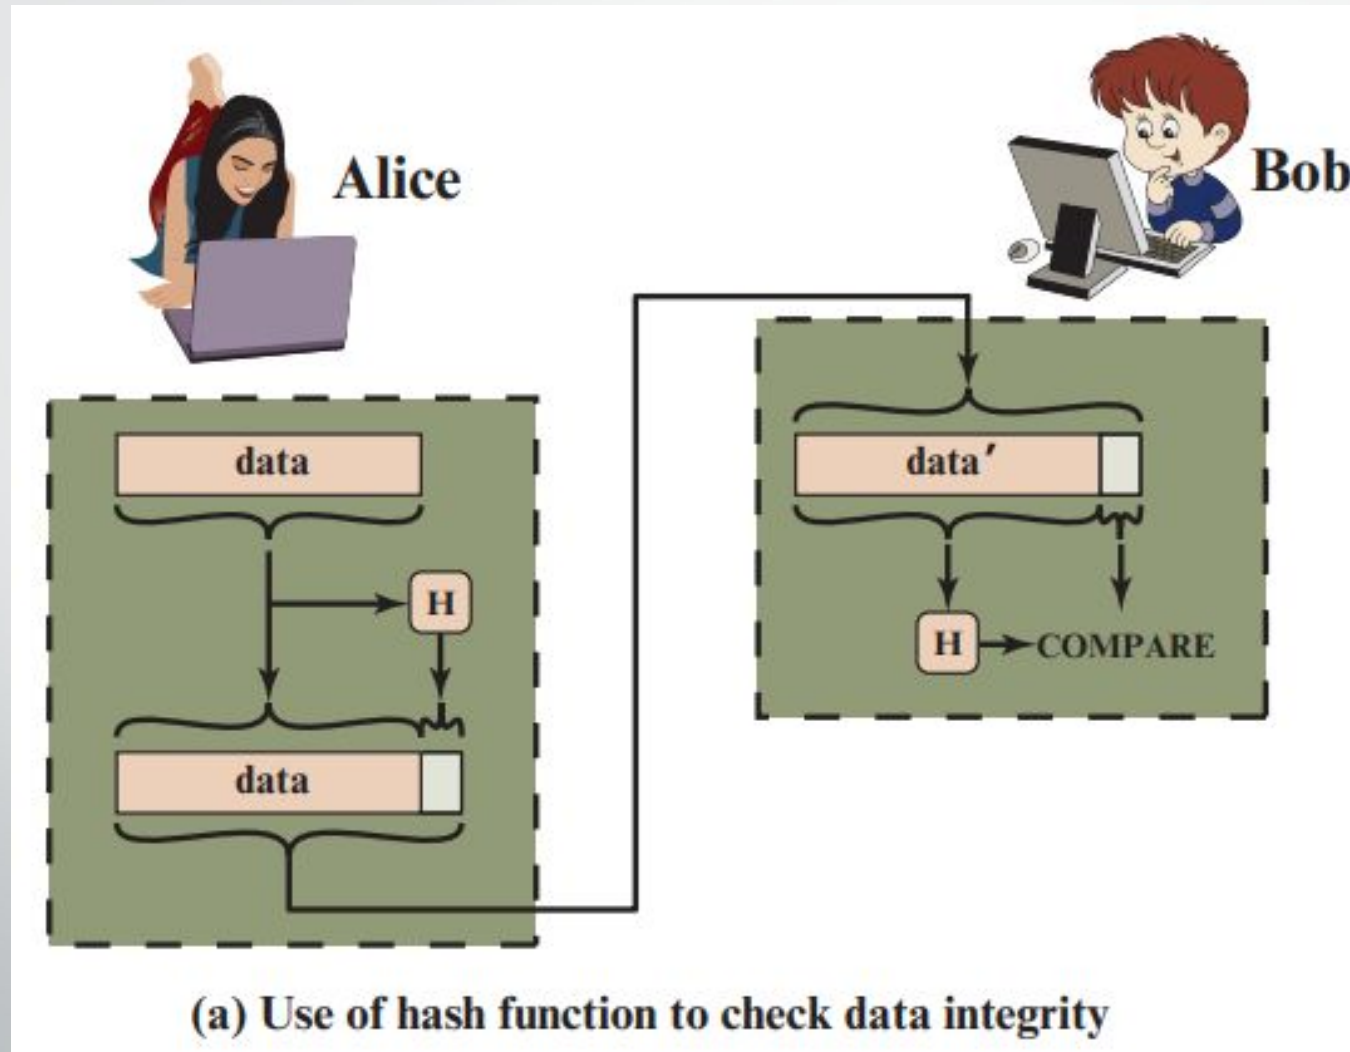 Alice
Bob
data
H
data
data′
H
COMPARE
(a) Use of hash function to check data integrity